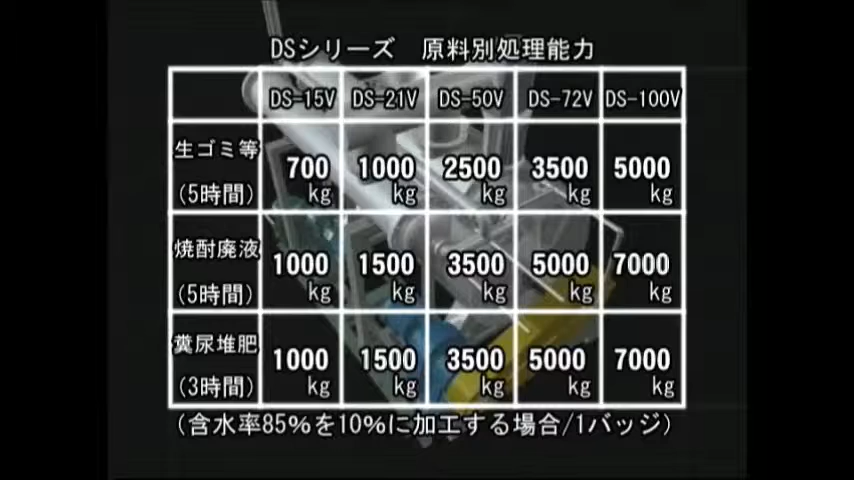 DSシリーズ 原料別処理能力
DS-15V DS-21V DS-50V DS-72V DS-100V
生ゴミ等
(5時間)
700 1000 2500 3500 5000
kg kg kg kg kg
焼酎廃液
(5時間)
1000 1500 3500 5000 7000
kg kg kg kg kg
糞尿堆肥
(3時間)
1000 1500 3500 5000 7000
kg kg kg kg kg
(含水率85%を10%に加工する場合/1バッジ)